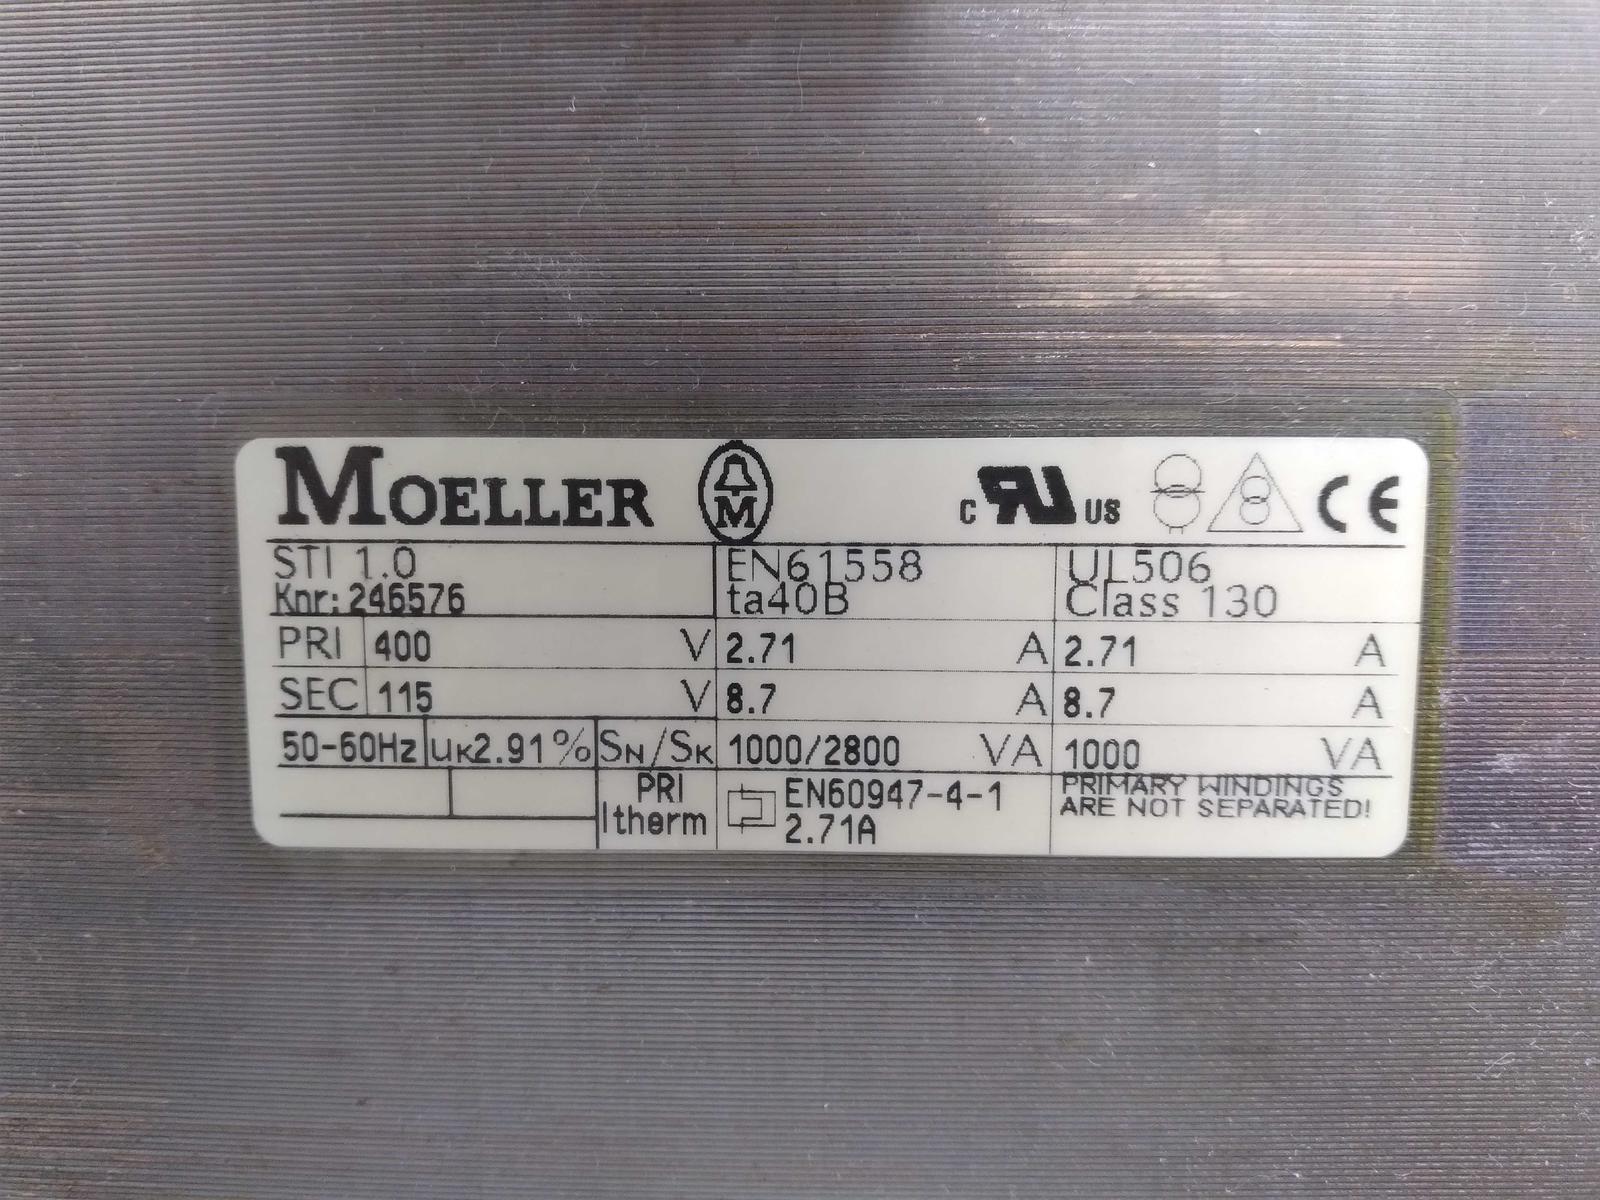 MOELLER M c RU US CE
STI 1.0 EN61558 UL506
Knr: 246576 ta40B Class 130
PRI 400 V 2.71 A 2.71 A
SEC 115 V 8.7 A 8.7 A
50-60Hz uK2.91% SN/SK 1000/2800 VA 1000 VA
PRI EN60947-4-1 PRIMARY WINDINGS
Itherm 2.71A ARE NOT SEPARATED!